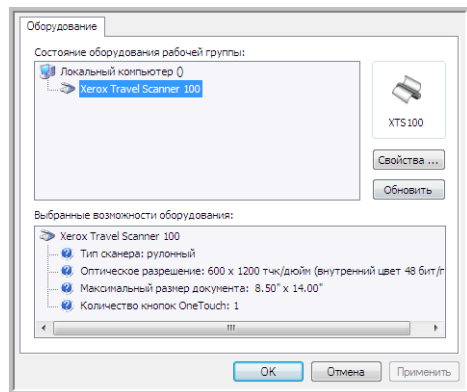 Оборудование
Состояние оборудования рабочей группы:
Локальный компьютер ()
Xerox Travel Scanner 100
XTS100
Свойства ...
Обновить
Выбранные возможности оборудования:
Xerox Travel Scanner 100
Тип сканера: рулонный
Оптическое разрешение: 600 x 1200 тчк/дюйм (внутренний цвет 48 бит/п
Максимальный размер документа: 8.50" x 14.00"
Количество кнопок OneTouch: 1
OK
Отмена
Применить